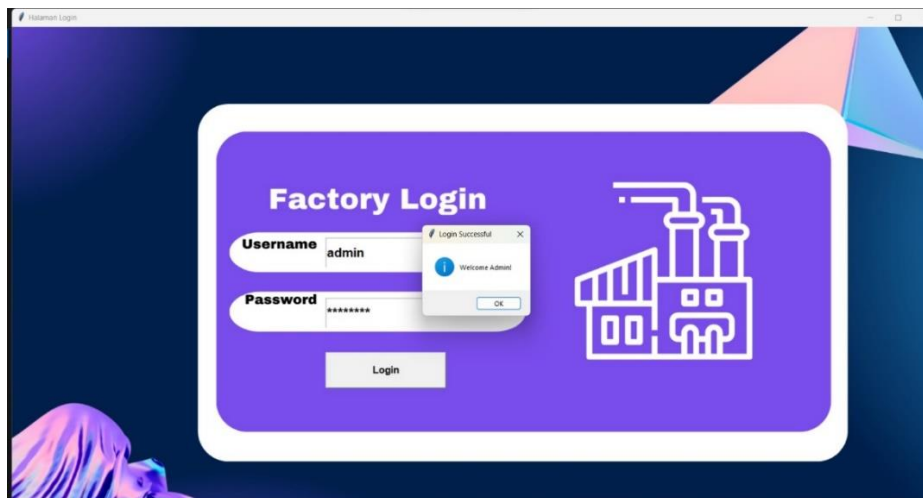 Halamon Login
Factory Login
Login Successful
Username
admin
Welcome Admin!
OK
Password
********
Login